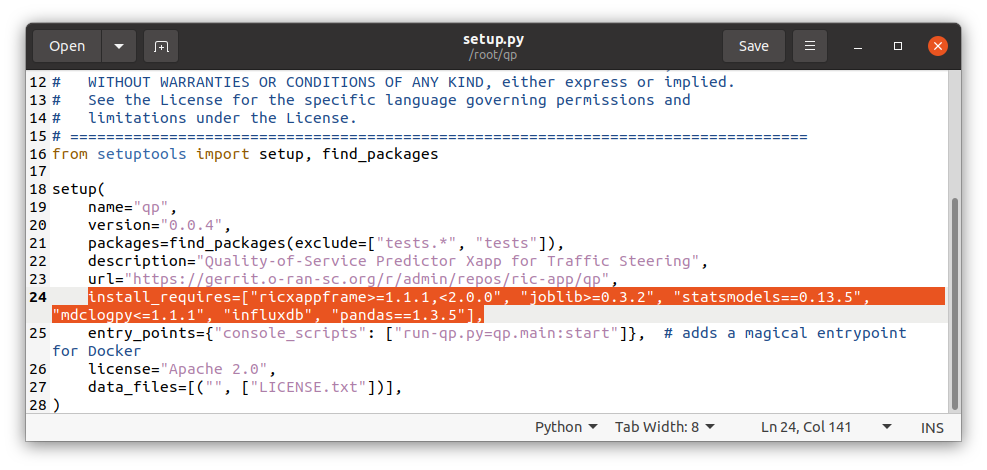 Open
setup.py
/root/qp
Save
12 #   WITHOUT WARRANTIES OR CONDITIONS OF ANY KIND, either express or implied.
13 #   See the License for the specific language governing permissions and
14 #   limitations under the License.
15 # ==================================================================================
16 from setuptools import setup, find_packages
17
18 setup(
19     name="qp",
20     version="0.0.4",
21     packages=find_packages(exclude=["tests.*", "tests"]),
22     description="Quality-of-Service Predictor Xapp for Traffic Steering",
23     url="https://gerrit.o-ran-sc.org/r/admin/repos/ric-app/qp",
24     install_requires=["ricxappframe>=1.1.1,<2.0.0", "joblib>=0.3.2", "statsmodels==0.13.5",
"mdclogpy<=1.1.1", "influxdb", "pandas==1.3.5"],
25     entry_points={"console_scripts": ["run-qp.py=qp.main:start"]},  # adds a magical entrypoint
for Docker
26     license="Apache 2.0",
27     data_files=[("", ["LICENSE.txt"])],
28 )
Python
Tab Width: 8
Ln 24, Col 141
INS